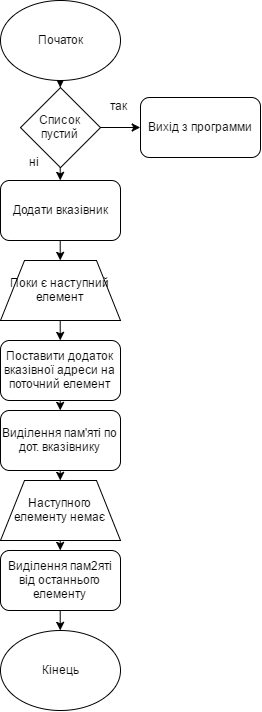 Початок
Список
пустий
так
Вихід з программи
ні
Додати вказівник
Поки є наступний
елемент
Поставити додаток
вказівної адреси на
поточний елемент
Виділення пам'яті по
дот. вказівнику
Наступного
елементу немає
Виділення пам2яті
від останнього
елементу
Кінець